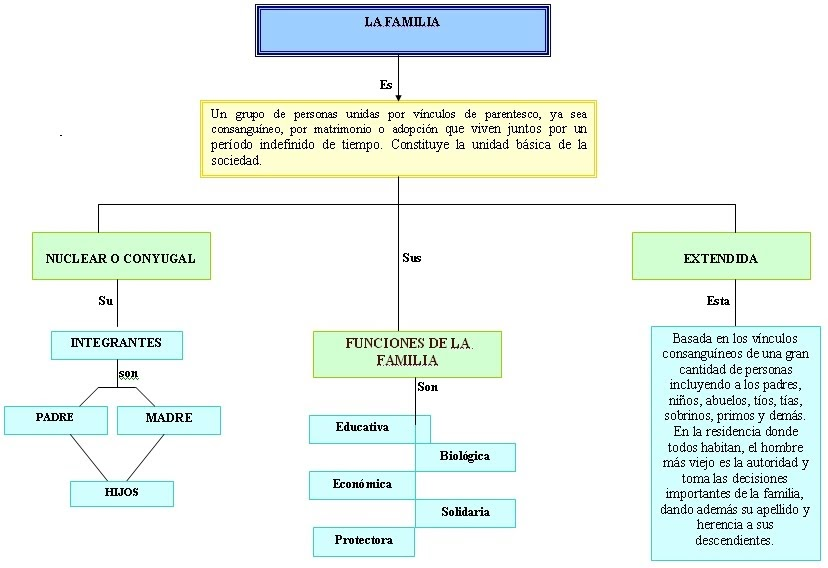 LA FAMILIA
Es
Un grupo de personas unidas por vínculos de parentesco, ya sea
consanguíneo, por matrimonio o adopción que viven juntos por un
período indefinido de tiempo. Constituye la unidad básica de la
sociedad.
NUCLEAR O CONYUGAL
Sus
EXTENDIDA
Su
Esta
INTEGRANTES
son
PADRE
MADRE
HIJOS
FUNCIONES DE LA
FAMILIA
Son
Educativa
Biológica
Económica
Solidaria
Protectora
Basada en los vínculos
consanguíneos de una gran
cantidad de personas
incluyendo a los padres,
niños, abuelos, tíos, tías,
sobrinos, primos y demás.
En la residencia donde
todos habitan, el hombre
más viejo es la autoridad y
toma las decisiones
importantes de la familia,
dando además su apellido y
herencia a sus
descendientes.